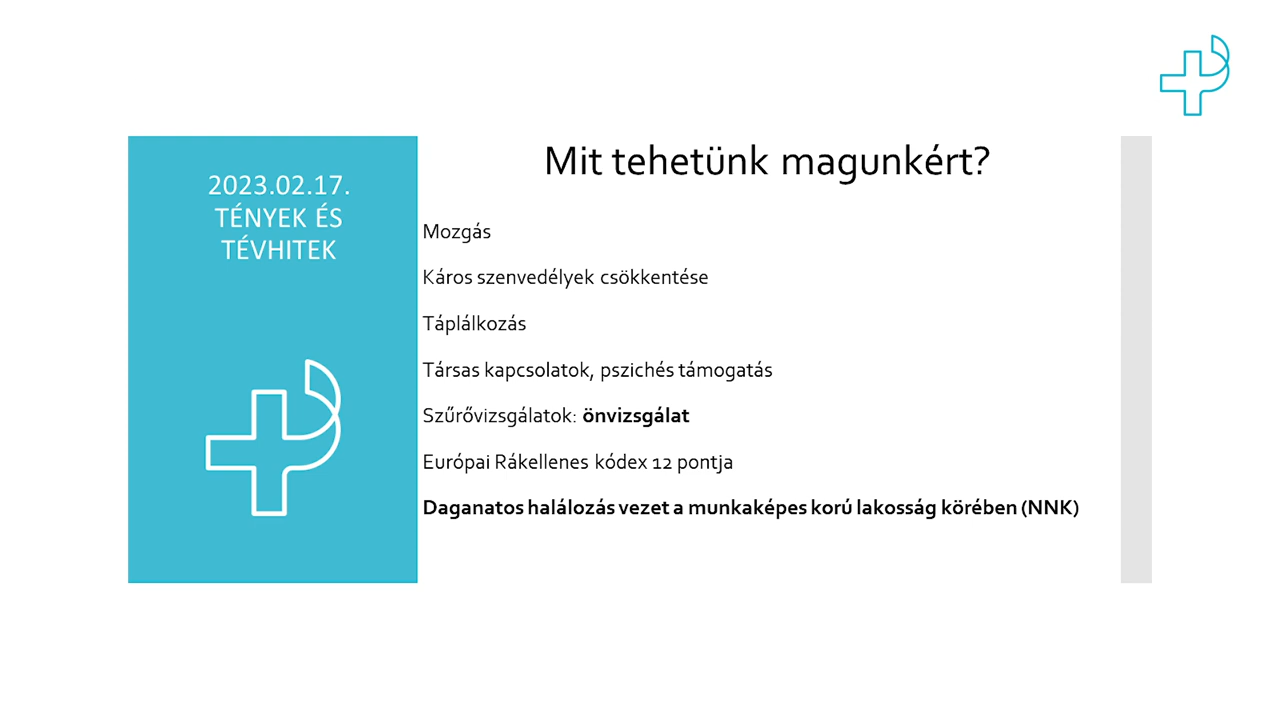 2023.02.17.
TÉNYEK ÉS
TÉVHITEK
Mit tehetünk magunkért?
Mozgás
Káros szenvedélyek csökkentése
Táplálkozás
Társas kapcsolatok, pszichés támogatás
Szűrővizsgálatok: önvizsgálat
Európai Rákellenes kódex 12 pontja
Daganatos halálozás vezet a munkaképes korú lakosság körében (NNK)